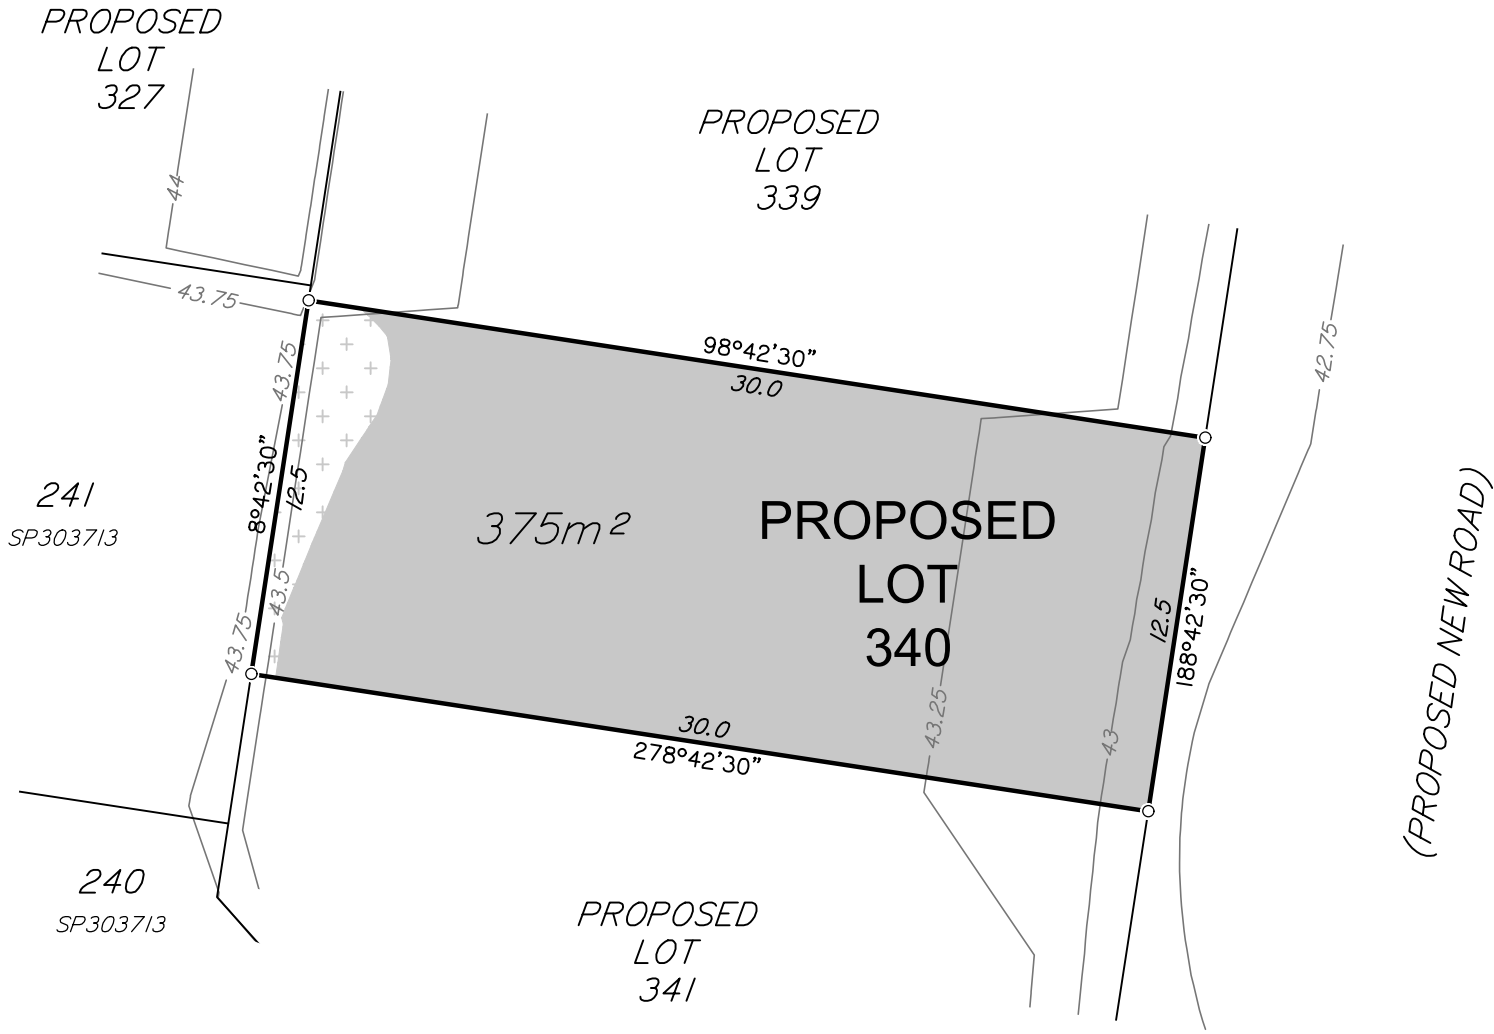 PROPOSED
LOT
327
PROPOSED
LOT
339
44
43.75
42.75
43.75
98°42'30"
30.0
8°42'30"
12.5
241
SP303713
375m²
PROPOSED
LOT
340
(PROPOSED NEW ROAD)
12.5
188°42'30"
43.5
43.75
43.25
43
30.0
278°42'30"
240
SP303713
PROPOSED
LOT
341